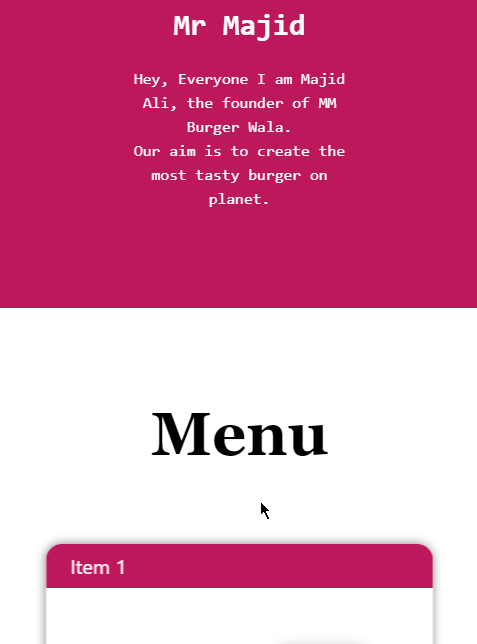 Mr Majid
Hey, Everyone I am Majid
Ali, the founder of MM
Burger Wala.
Our aim is to create the
most tasty burger on
planet.
Menu
Item 1